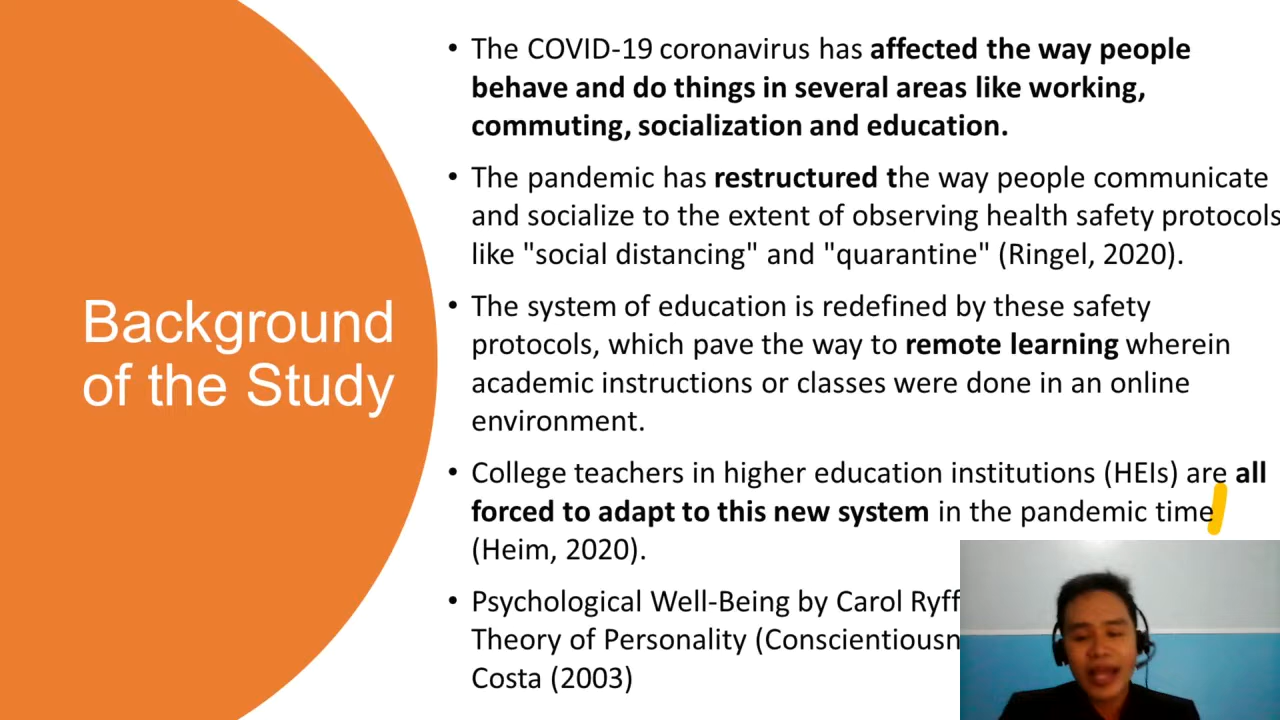 Background
of the Study
• The COVID-19 coronavirus has affected the way people
behave and do things in several areas like working,
commuting, socialization and education.
• The pandemic has restructured the way people communicate
and socialize to the extent of observing health safety protocols
like "social distancing" and "quarantine" (Ringel, 2020).
• The system of education is redefined by these safety
protocols, which pave the way to remote learning wherein
academic instructions or classes were done in an online
environment.
• College teachers in higher education institutions (HEIs) are all
forced to adapt to this new system in the pandemic time
(Heim, 2020).
• Psychological Well-Being by Carol Ryff
Theory of Personality
Costa (2003)